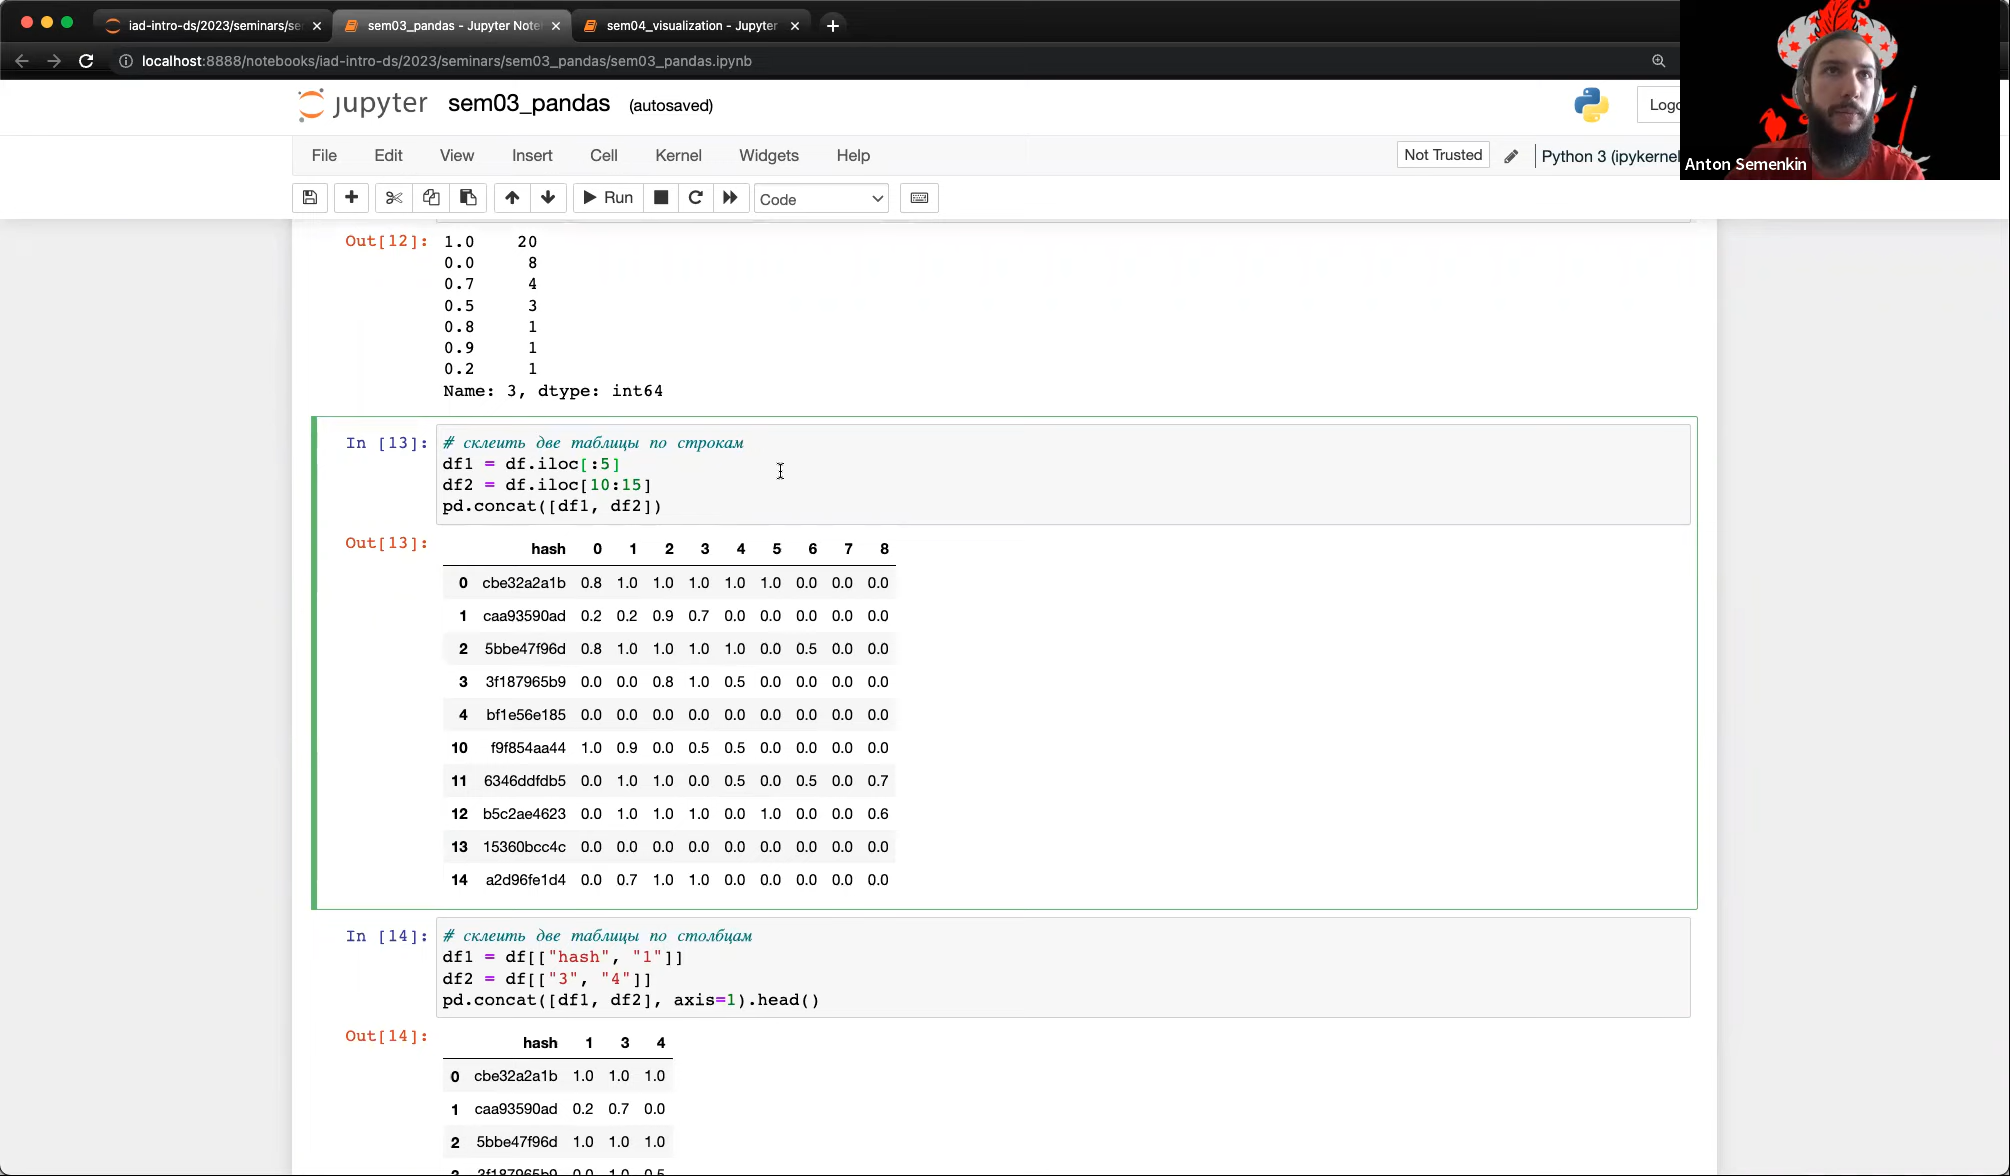 iad-intro-ds/2023/seminars/se
sem03_pandas - Jupyter Note
sem04_visualization - Jupyter
localhost:8888/notebooks/iad-intro-ds/2023/seminars/sem03_pandas/sem03_pandas.ipynb
jupyter sem03_pandas (autosaved)
Logo
Anton Semenkin
File Edit View Insert Cell Kernel Widgets Help
Not Trusted Python 3 (ipykernel
Run Code
Out[12]: 1.0 20
0.0 8
0.7 4
0.5 3
0.8 1
0.9 1
0.2 1
Name: 3, dtype: int64
In [13]: # склеить две таблицы по строкам
df1 = df.iloc[:5]
df2 = df.iloc[10:15]
pd.concat([df1, df2])
Out[13]:
hash 0 1 2 3 4 5 6 7 8
0 cbe32a2a1b 0.8 1.0 1.0 1.0 1.0 1.0 0.0 0.0 0.0
1 caa93590ad 0.2 0.2 0.9 0.7 0.0 0.0 0.0 0.0 0.0
2 5bbe47f96d 0.8 1.0 1.0 1.0 1.0 0.0 0.5 0.0 0.0
3 3f187965b9 0.0 0.0 0.8 1.0 0.5 0.0 0.0 0.0 0.0
4 bf1e56e185 0.0 0.0 0.0 0.0 0.0 0.0 0.0 0.0 0.0
10 f9f854aa44 1.0 0.9 0.0 0.5 0.5 0.0 0.0 0.0 0.0
11 6346ddfdb5 0.0 1.0 1.0 0.0 0.5 0.0 0.5 0.0 0.7
12 b5c2ae4623 0.0 1.0 1.0 1.0 0.0 1.0 0.0 0.0 0.6
13 15360bcc4c 0.0 0.0 0.0 0.0 0.0 0.0 0.0 0.0 0.0
14 a2d96fe1d4 0.0 0.7 1.0 1.0 0.0 0.0 0.0 0.0 0.0
In [14]: # склеить две таблицы по столбцам
df1 = df[["hash", "1"]]
df2 = df[["3", "4"]]
pd.concat([df1, df2], axis=1).head()
Out[14]:
hash 1 3 4
0 cbe32a2a1b 1.0 1.0 1.0
1 caa93590ad 0.2 0.7 0.0
2 5bbe47f96d 1.0 1.0 1.0
3 3f187965b9 0.0 1.0 0.5